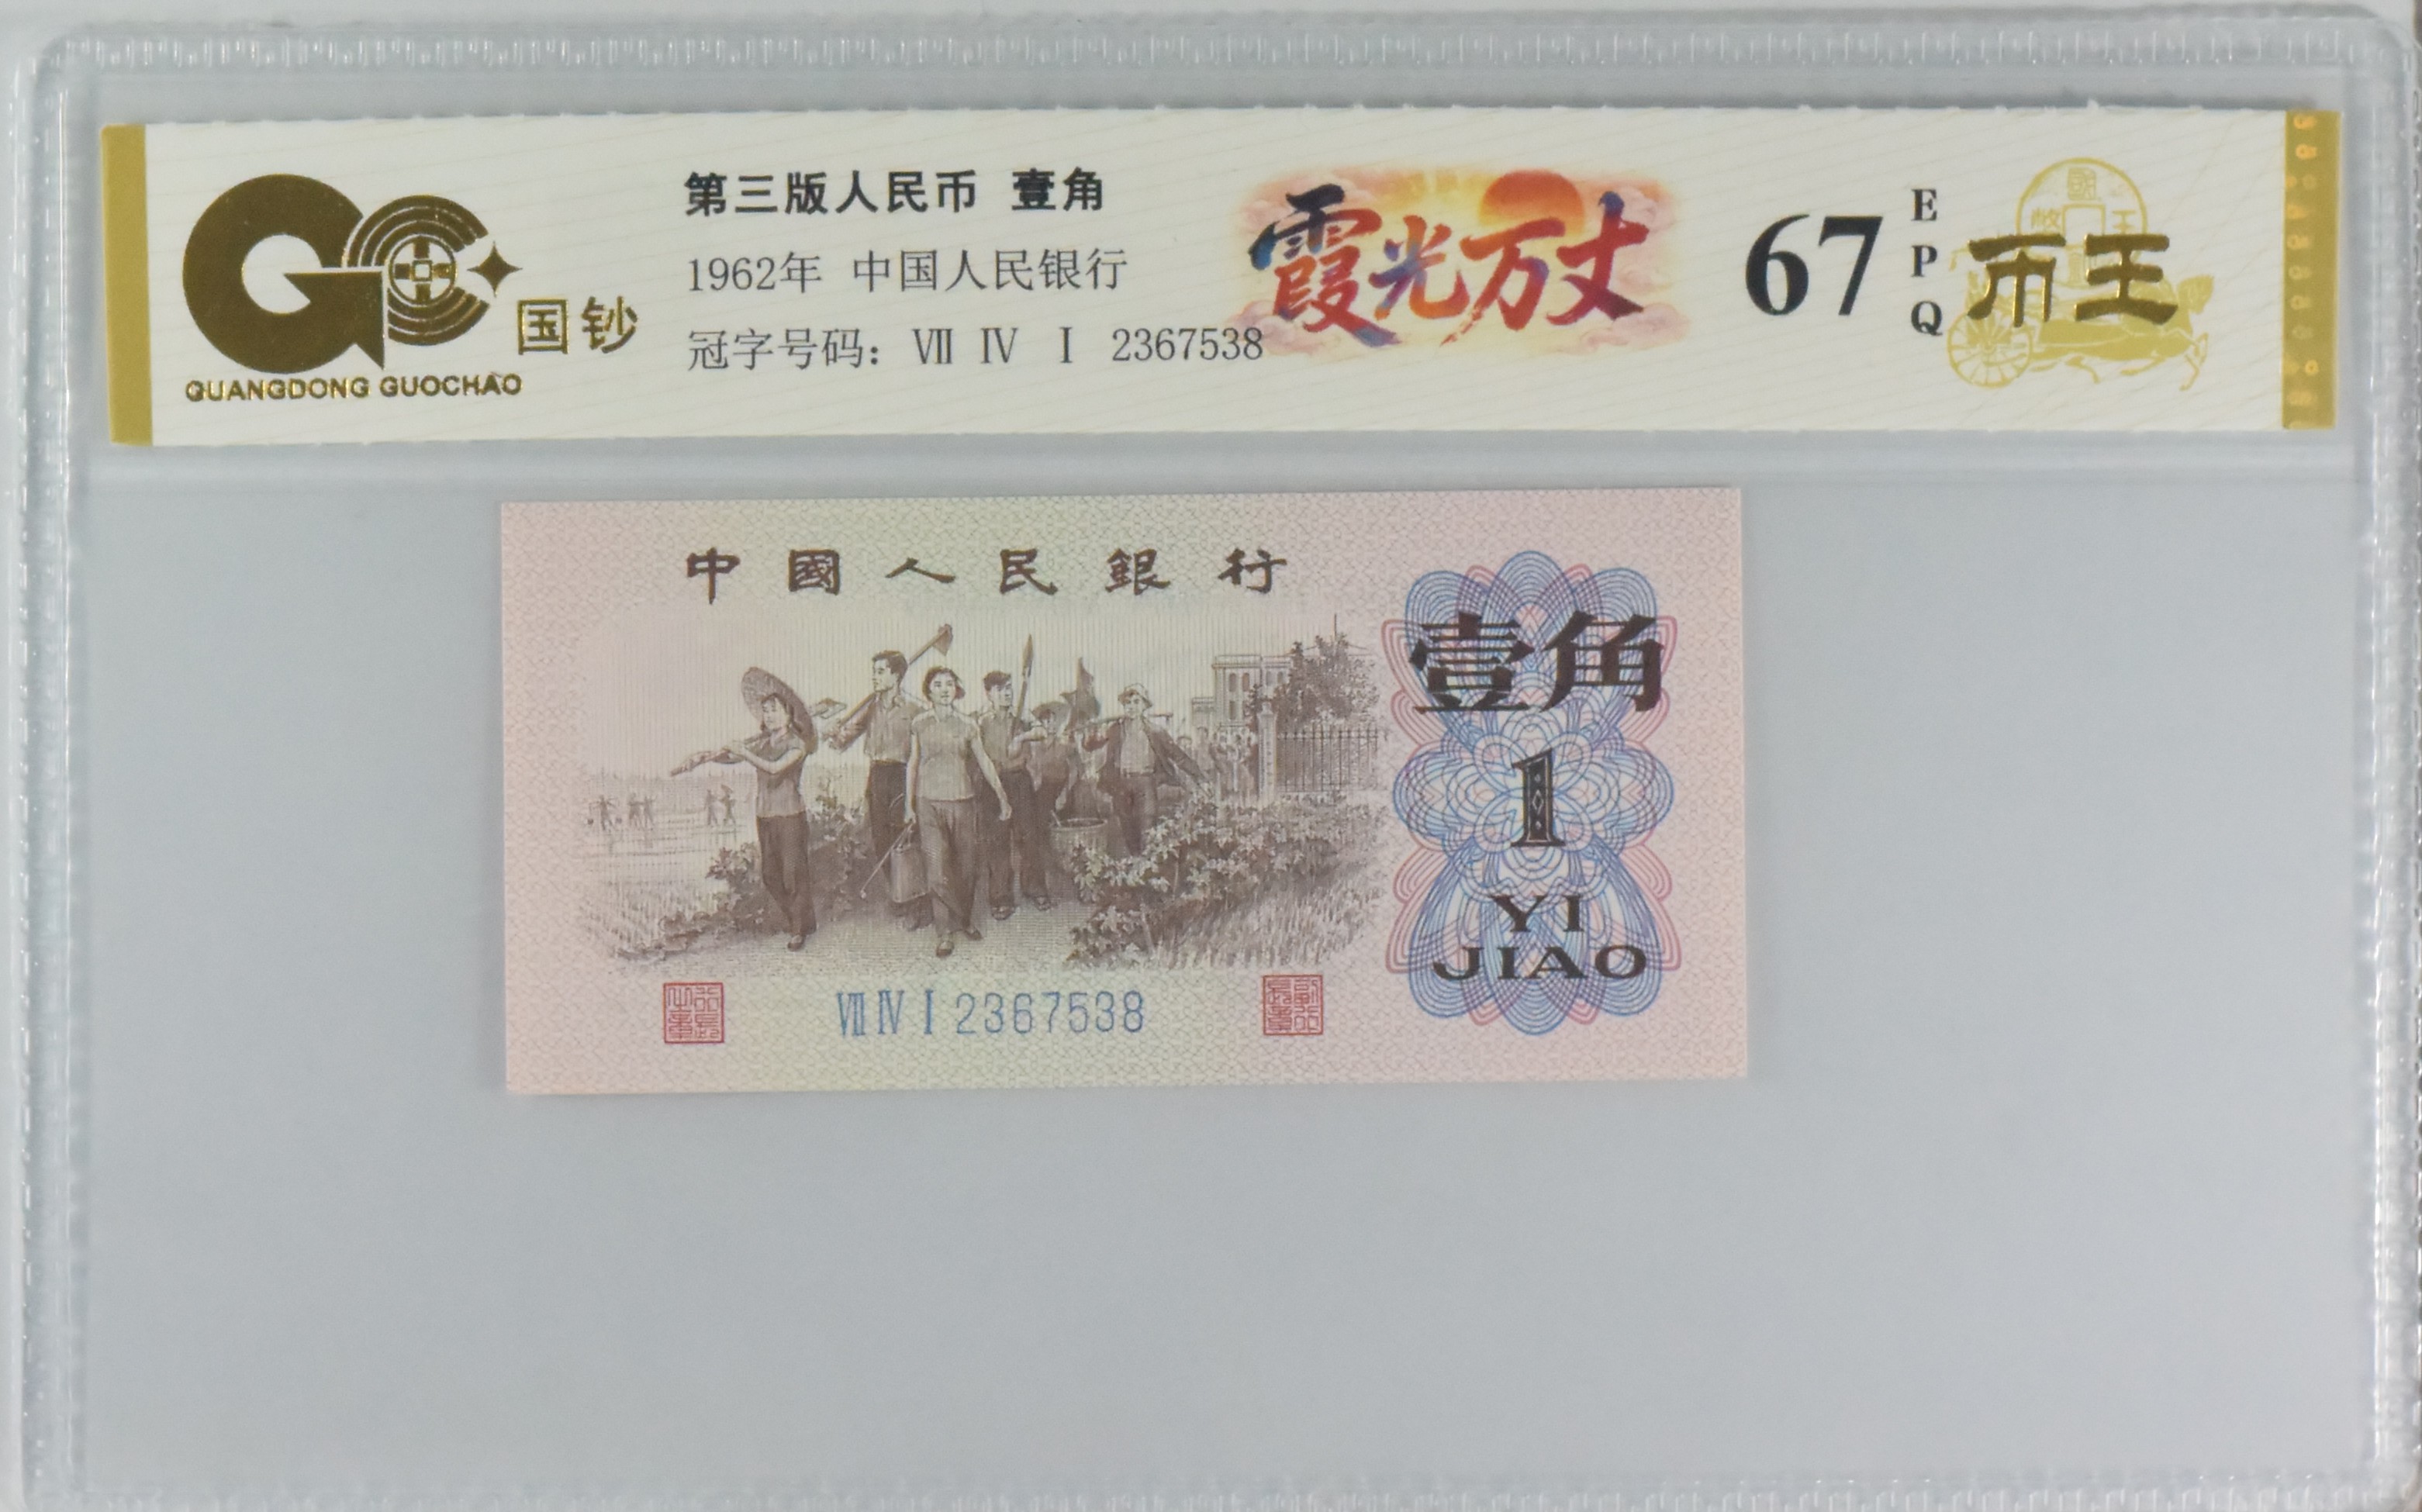 国钞
QUANGDONG GUOCHAO
第三版人民币 壹角
1962年 中国人民银行
冠字号码：Ⅶ Ⅳ Ⅰ 2367538
霞光万丈
67
E
P
Q
币王
中國人民銀行
壹角
1
YI
JIAO
Ⅶ Ⅳ Ⅰ 2367538